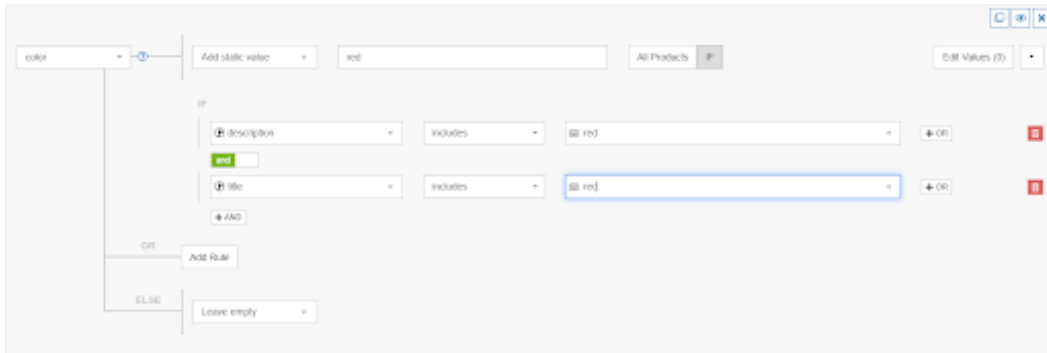 color
Add static value
red
All Products
IF
Edit Values (0)
IF
description
includes
red
+ OR
and
title
includes
red
+ OR
+ AND
OR
Add Rule
ELSE
Leave empty